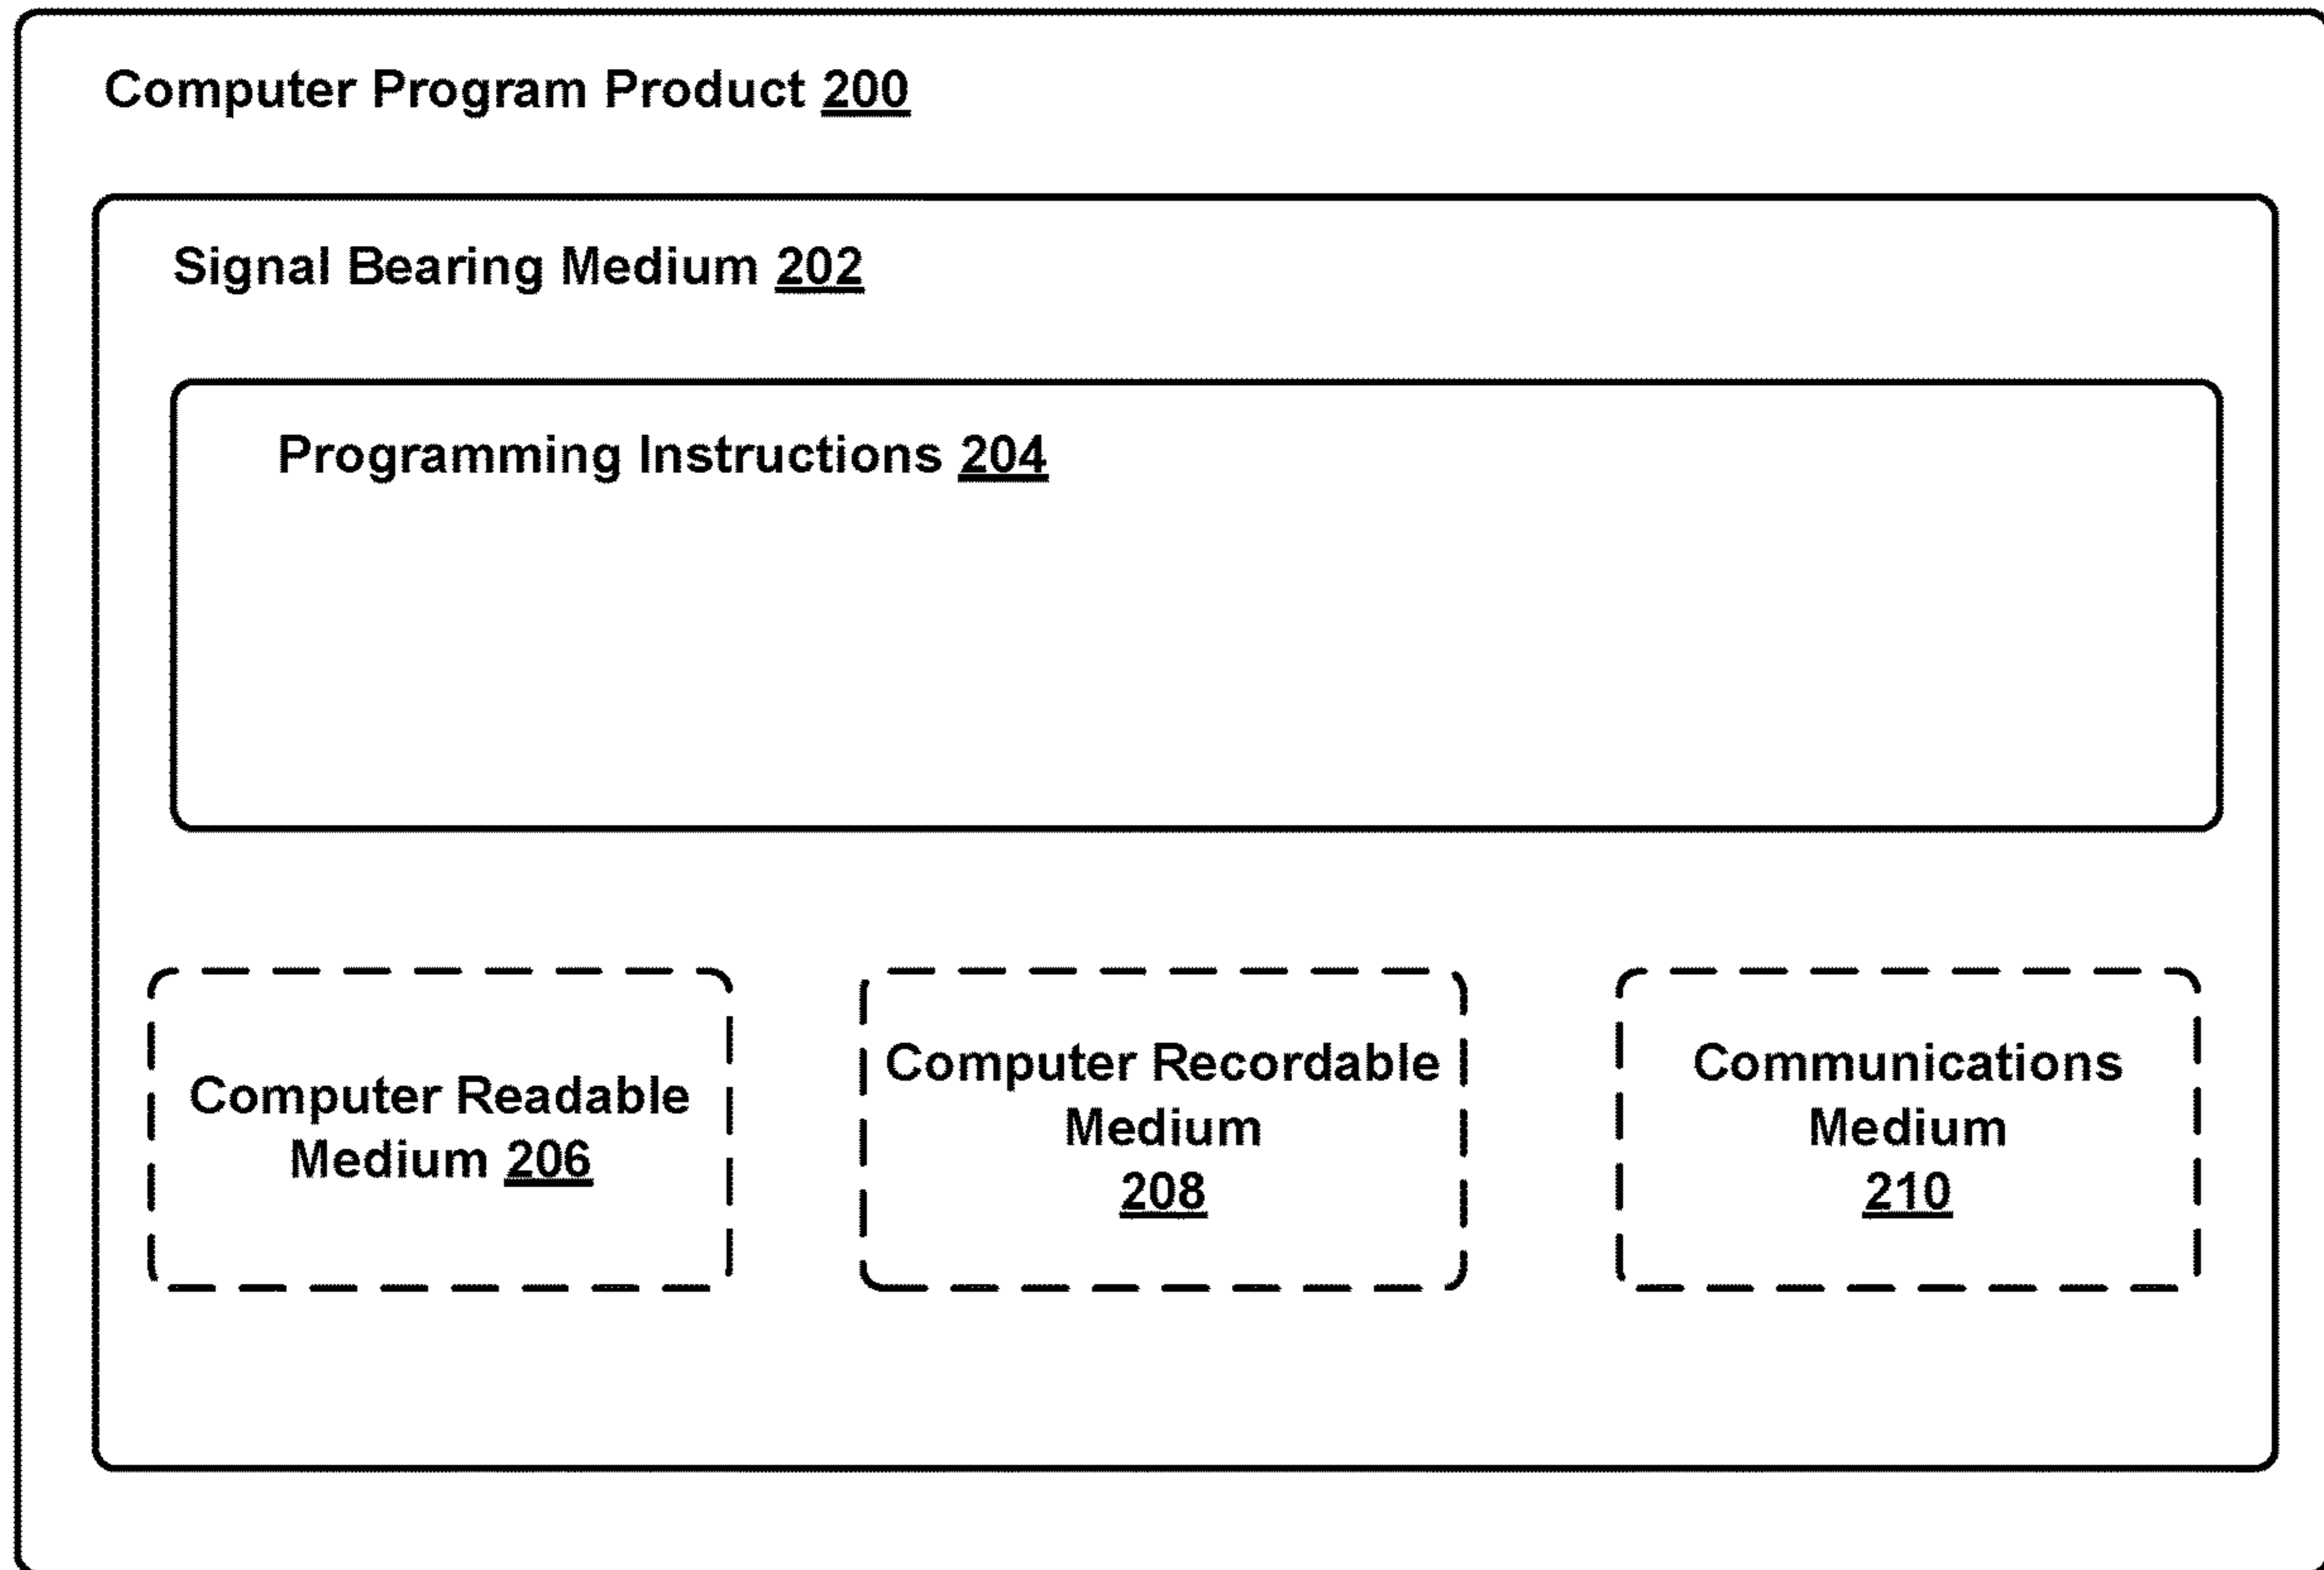 Computer Program Product 200
Signal Bearing Medium 202
Programming Instructions 204
Computer Readable
Medium 206
Computer Recordable
Medium
208
Communications
Medium
210